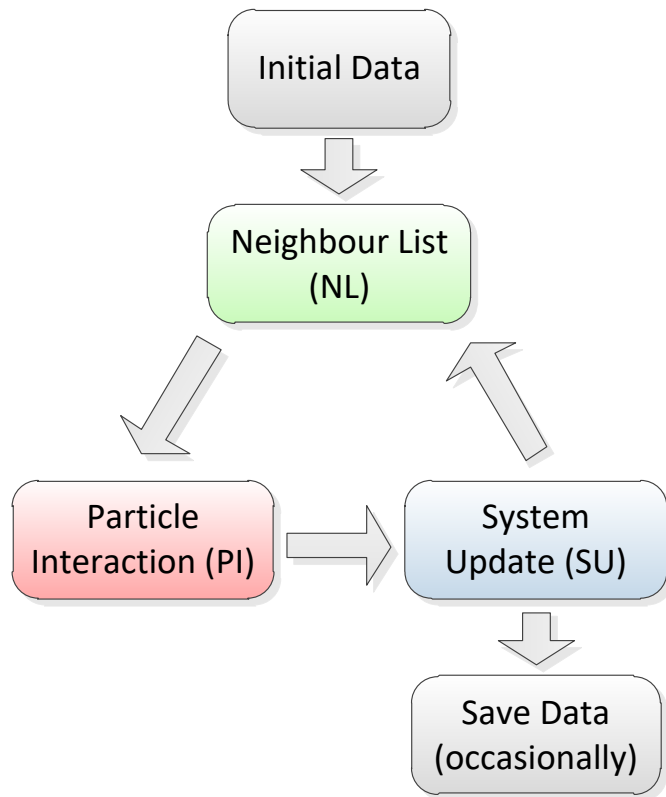 Initial Data
Neighbour List
(NL)
Particle
Interaction (PI)
System
Update (SU)
Save Data
(occasionally)